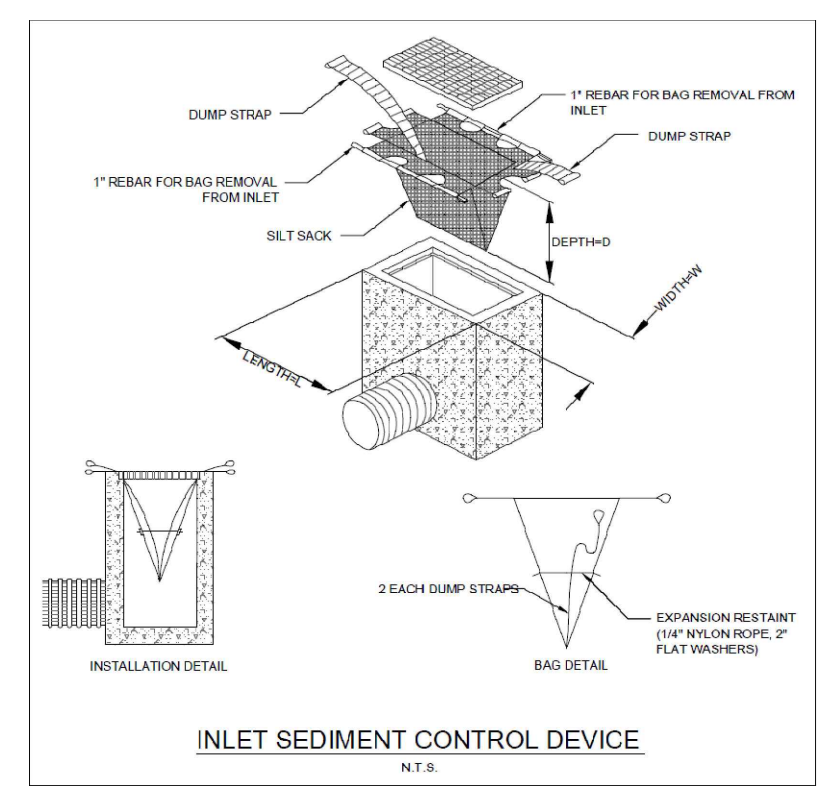 DUMP STRAP
1" REBAR FOR BAG REMOVAL FROM
INLET
DUMP STRAP
1" REBAR FOR BAG REMOVAL
FROM INLET
SILT SACK
DEPTH=D
WIDTH=W
LENGTH=L
2 EACH DUMP STRAPS
EXPANSION RESTAINT
(1/4" NYLON ROPE, 2"
FLAT WASHERS)
INSTALLATION DETAIL
BAG DETAIL
INLET SEDIMENT CONTROL DEVICE
N.T.S.